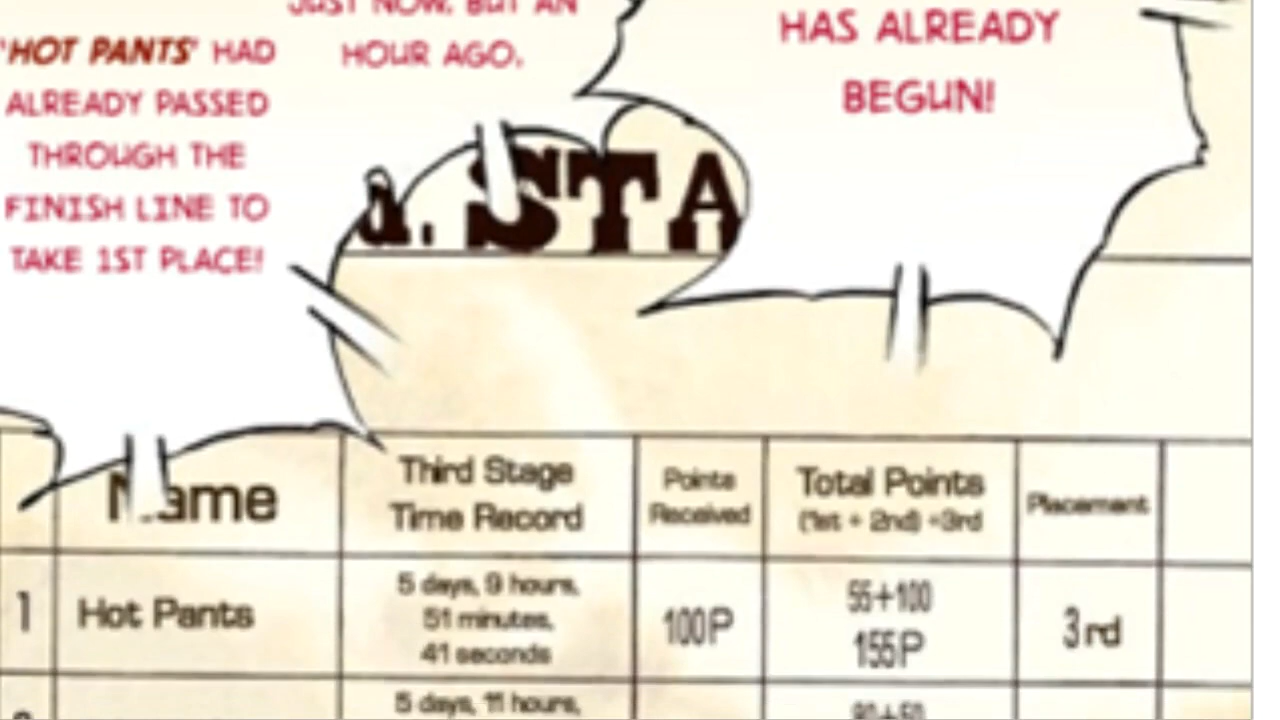 'HOT PANTS' HAD
ALREADY PASSED
THROUGH THE
FINISH LINE TO
TAKE 1ST PLACE!
JUST NOW, BUT AN
HOUR AGO,
HAS ALREADY
BEGUN!
d. STA
Name
Third Stage
Time Record
Points
Received
Total Points
(1st + 2nd) +3rd
Placement
1
Hot Pants
5 days, 9 hours,
51 minutes,
41 seconds
100P
55+100
155P
3rd
5 days, 11 hours,